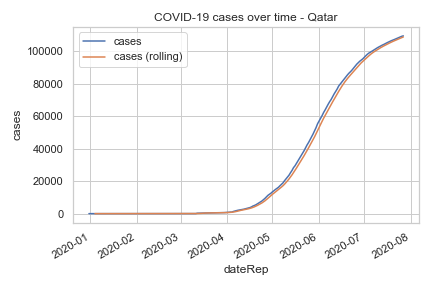 COVID-19 cases over time - Qatar
cases
cases (rolling)
cases
100000
80000
60000
40000
20000
0
2020-01
2020-02
2020-03
2020-04
2020-05
2020-06
2020-07
2020-08
dateRep